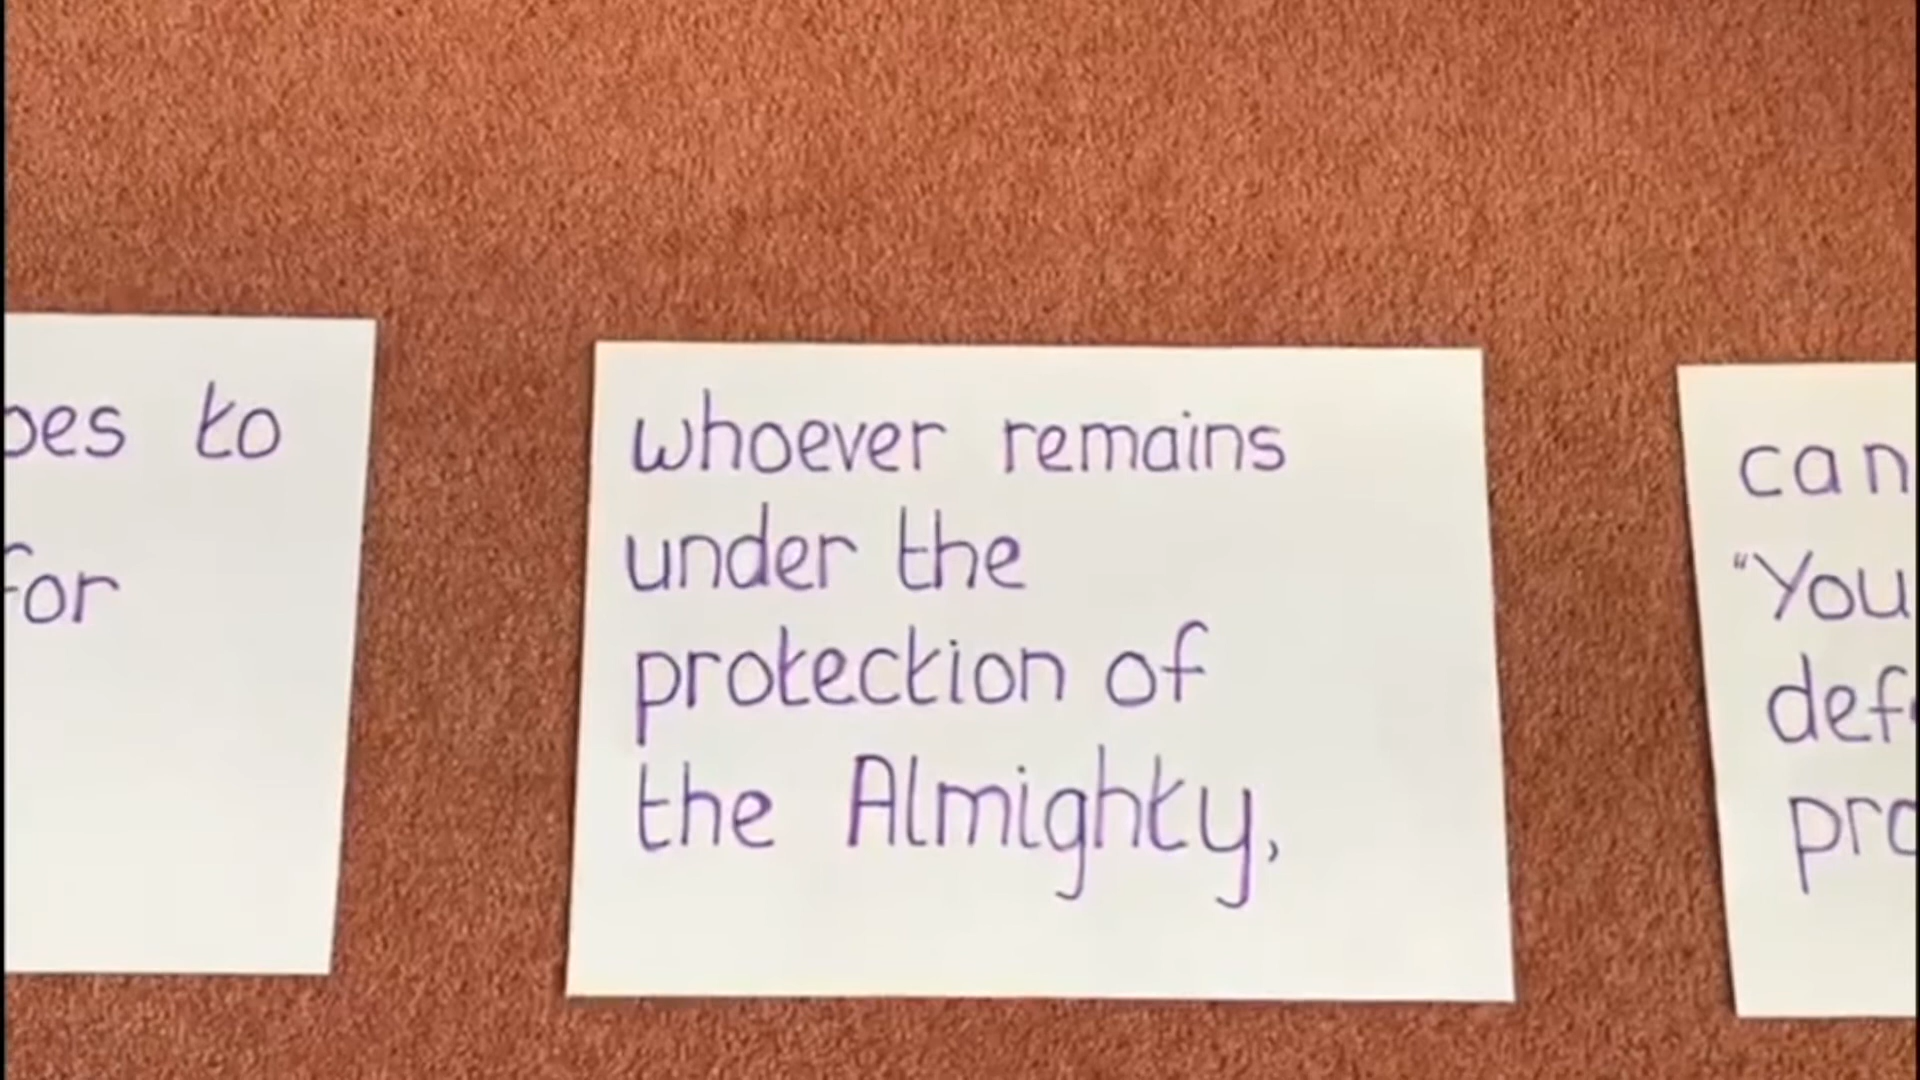 to
for
whoever remains
under the
protection of
the Almighty,
can
"You